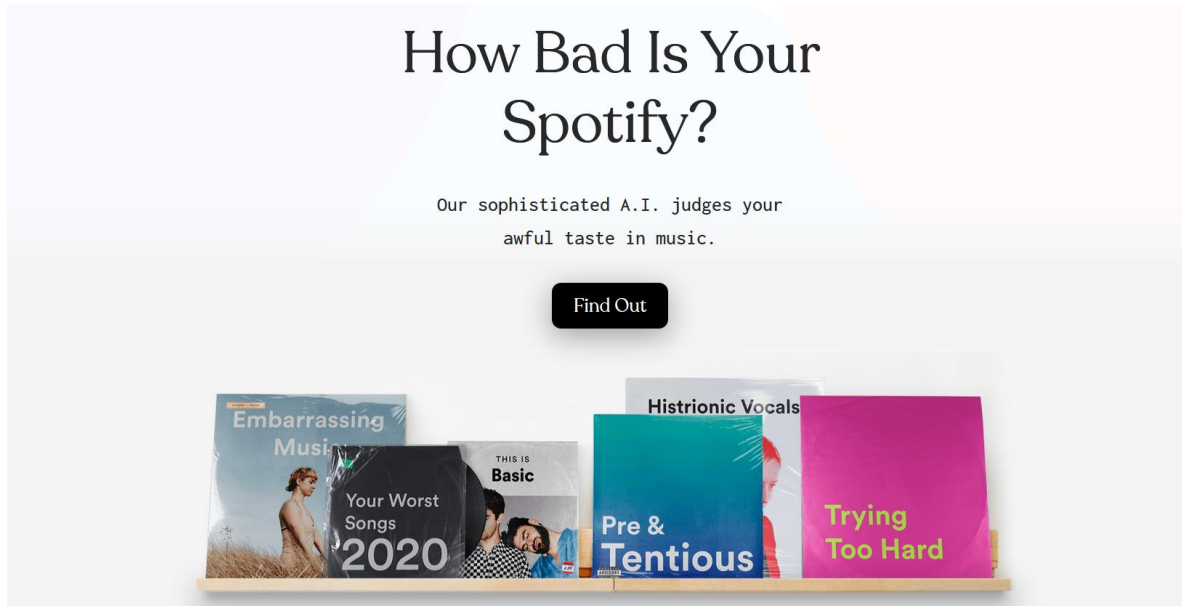 How Bad Is Your
Spotify?
Our sophisticated A.I. judges your
awful taste in music.
Find Out
Embarrassing
Musi
Your Worst
Songs
2020
THIS IS
Basic
Histrionic Vocals
Pre &
Tentious
Trying
Too Hard